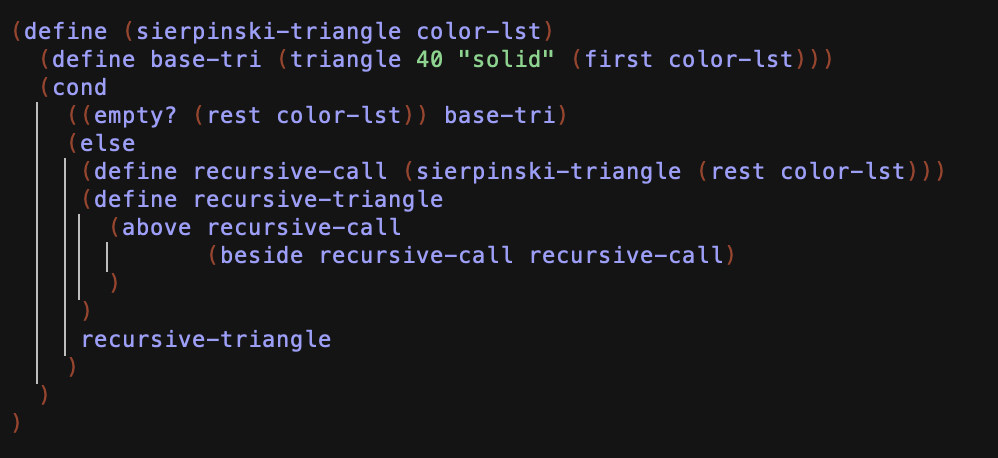 (define (sierpinski-triangle color-lst)
  (define base-tri (triangle 40 "solid" (first color-lst)))
  (cond
    ((empty? (rest color-lst)) base-tri)
    (else
     (define recursive-call (sierpinski-triangle (rest color-lst)))
     (define recursive-triangle
       (above recursive-call
              (beside recursive-call recursive-call)
       )
     )
     recursive-triangle
    )
  )
)